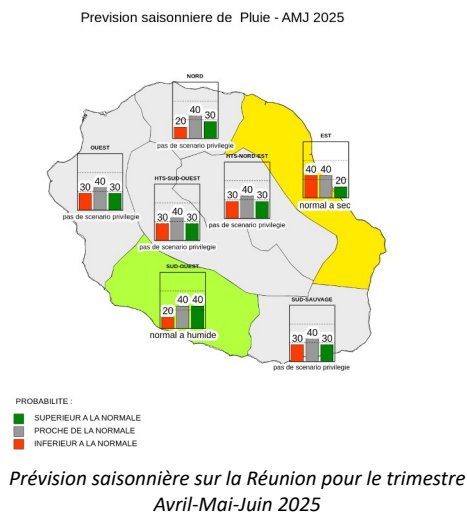 Prevision saisonniere de Pluie - AMJ 2025
NORD
20 40 30
pas de scenario privilegie
EST
40 40 20
normal a sec
OUEST
30 40 30
pas de scenario privilegie
HTS-NORD-EST
30 40 30
pas de scenario privilegie
HTS-SUD-OUEST
30 40 30
pas de scenario privilegie
SUD-OUEST
20 40 40
normal a humide
SUD-SAUVAGE
30 40 30
pas de scenario privilegie
PROBABILITE :
SUPERIEUR A LA NORMALE
PROCHE DE LA NORMALE
INFERIEUR A LA NORMALE
Prévision saisonnière sur la Réunion pour le trimestre
Avril-Mai-Juin 2025